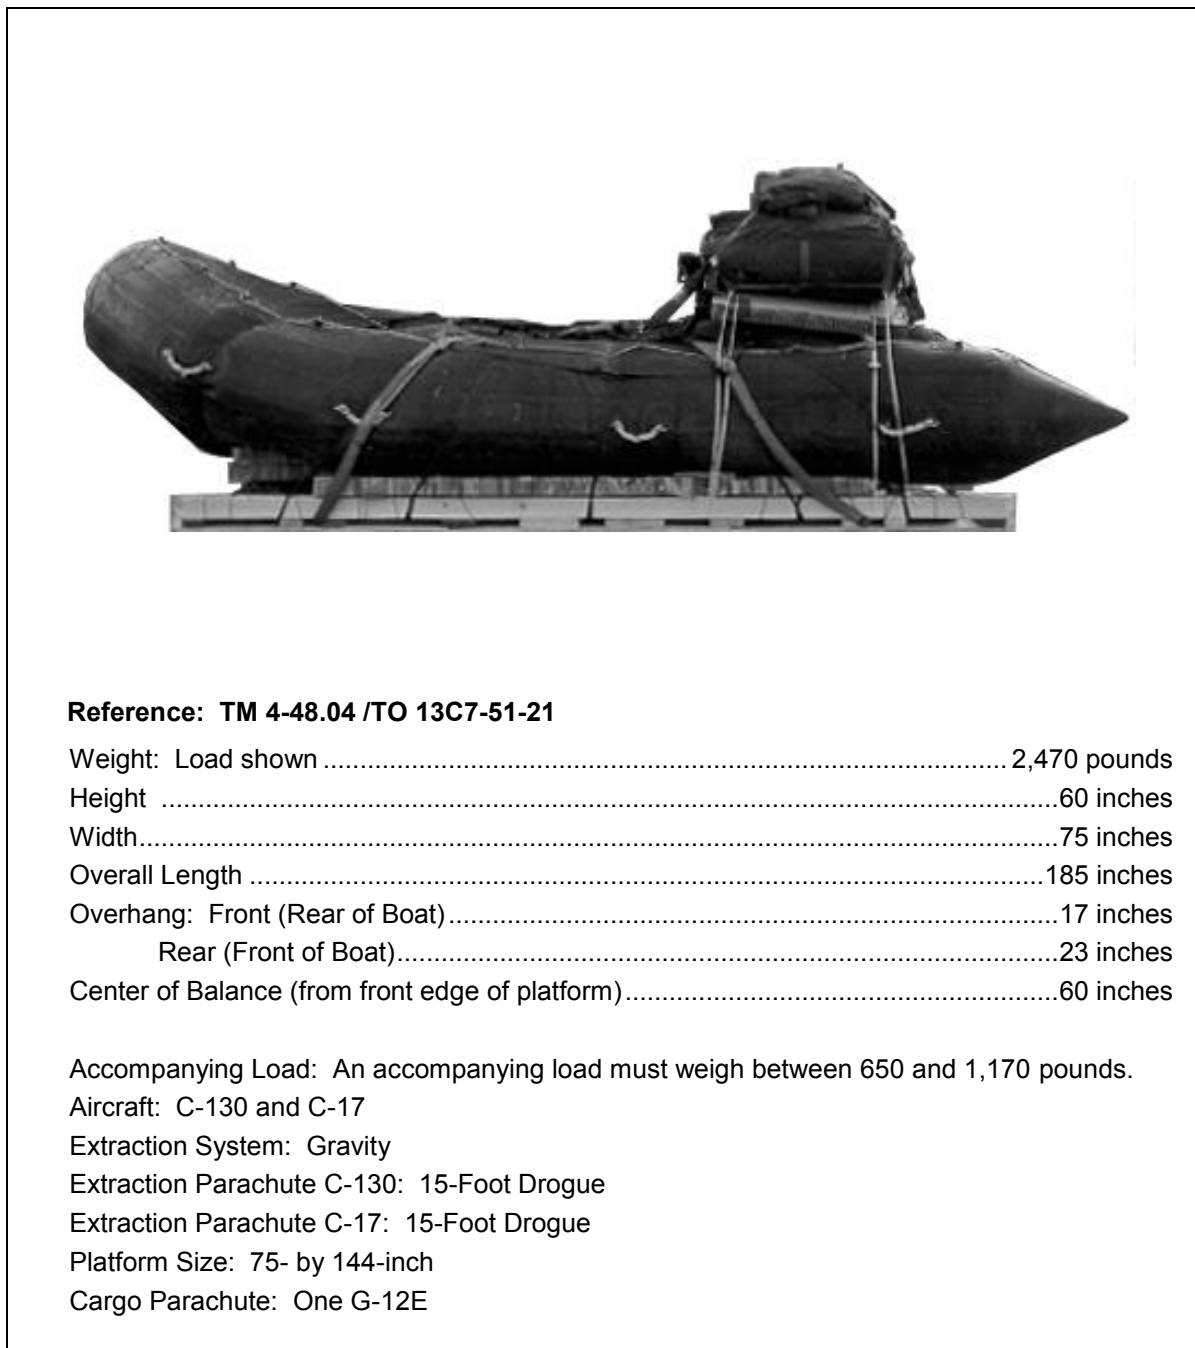 Reference: TM 4-48.04 /TO 13C7-51-21
Weight: Load shown ........................................................................................... 2,470 pounds
Height ........................................................................................................................60 inches
Width...........................................................................................................................75 inches
Overall Length ..........................................................................................................185 inches
Overhang: Front (Rear of Boat).................................................................................17 inches
Rear (Front of Boat)........................................................................................23 inches
Center of Balance (from front edge of platform)..........................................................60 inches
Accompanying Load: An accompanying load must weigh between 650 and 1,170 pounds.
Aircraft: C-130 and C-17
Extraction System: Gravity
Extraction Parachute C-130: 15-Foot Drogue
Extraction Parachute C-17: 15-Foot Drogue
Platform Size: 75- by 144-inch
Cargo Parachute: One G-12E